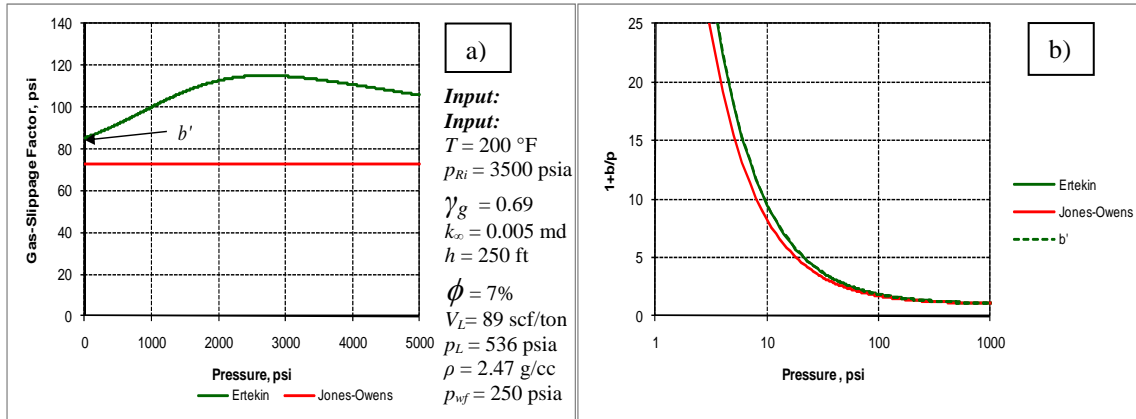 a)
Gas-Slippage Factor, psi
140
120
100
80
60
40
20
0
b'
0 1000 2000 3000 4000 5000
Pressure, psi
Ertekin Jones-Owens
Input:
Input:
T = 200 °F
pRi = 3500 psia
γg = 0.69
k∞ = 0.005 md
h = 250 ft
ϕ = 7%
VL= 89 scf/ton
pL = 536 psia
ρ = 2.47 g/cc
pwf = 250 psia
b)
1+b/p
25
20
15
10
5
0
1 10 100 1000
Pressure , psi
Ertekin
Jones-Owens
b'